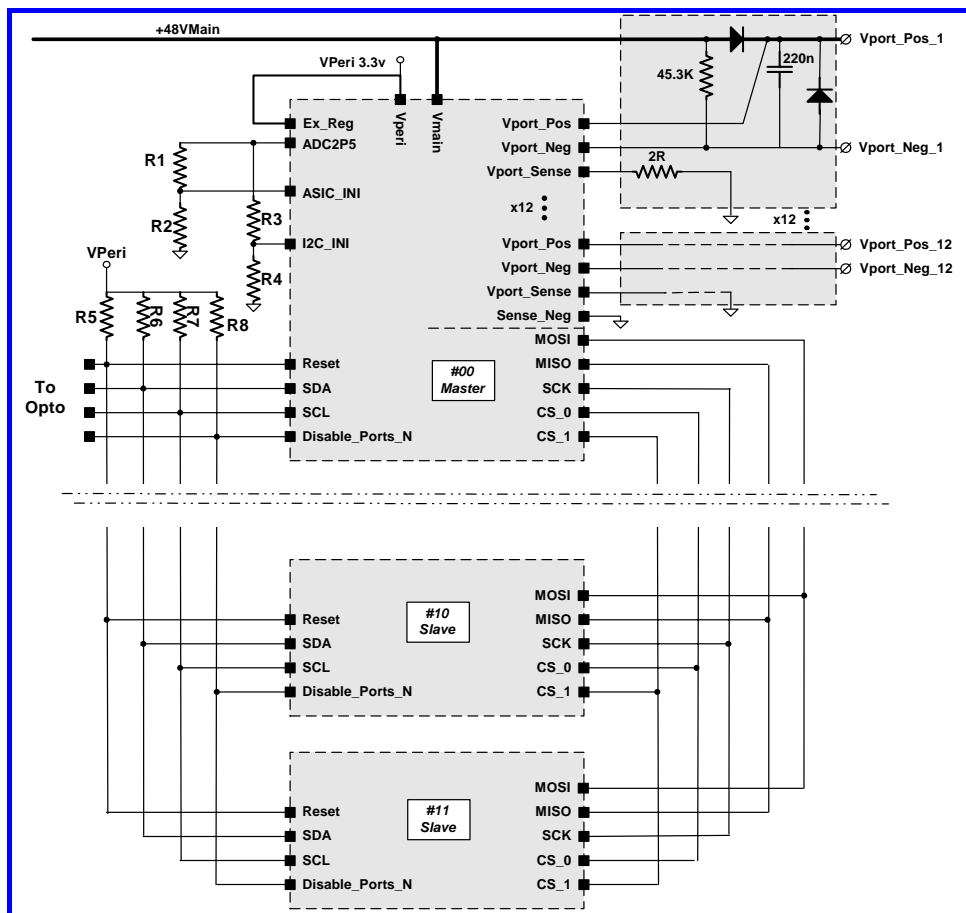 +48VMain
Vport_Pos_1
VPeri 3.3v
220n
45.3K
Ex_Reg
Vperi
Vmain
Vport_Pos
ADC2P5
R1
Vport_Neg
Vport_Neg_1
2R
Vport_Sense
ASIC_INI
x12
R3
R2
x12
I2C_INI
Vport_Pos
Vport_Pos_12
VPeri
Vport_Neg
Vport_Neg_12
R4
Vport_Sense
R5
R6
R7
R8
Sense_Neg
MOSI
Reset
#00
Master
MISO
To
Opto
SDA
SCK
SCL
CS_0
Disable_Ports_N
CS_1
MOSI
#10
Slave
Reset
MISO
SDA
SCK
SCL
CS_0
Disable_Ports_N
CS_1
MOSI
#11
Slave
Reset
MISO
SDA
SCK
SCL
CS_0
Disable_Ports_N
CS_1